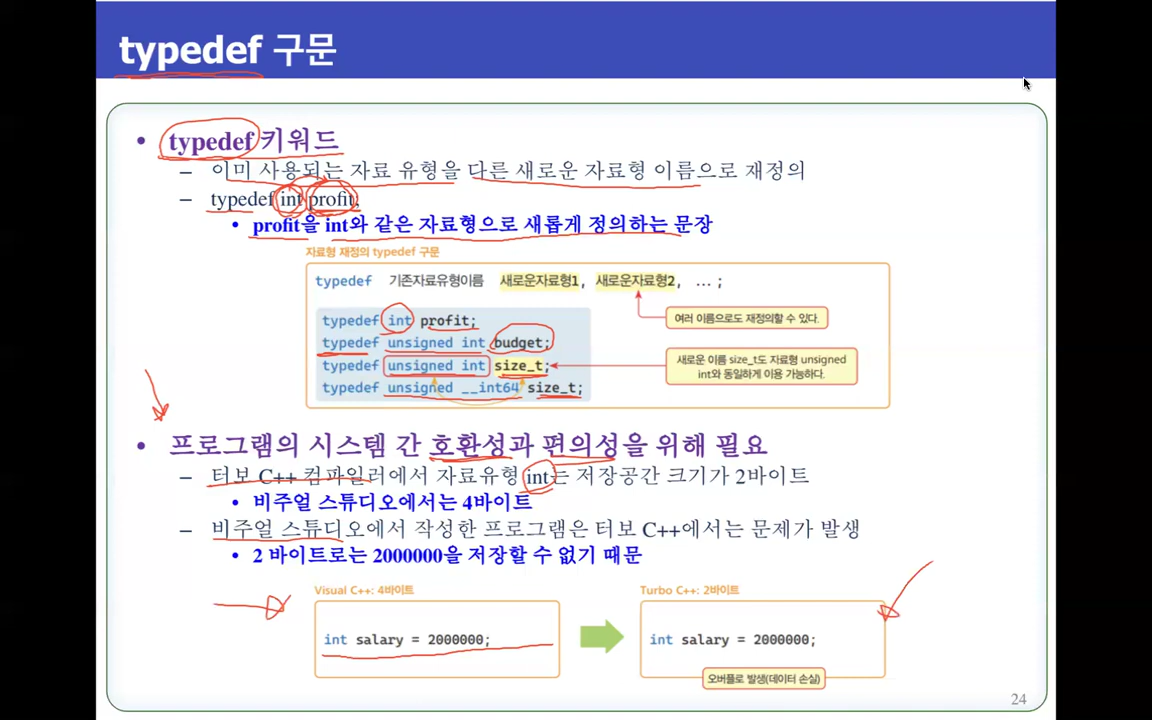 typedef 구문
• typedef 키워드
– 이미 사용되는 자료 유형을 다른 새로운 자료형 이름으로 재정의
– typedef int profit;
• profit을 int와 같은 자료형으로 새롭게 정의하는 문장
자료형 재정의 typedef 구문
typedef 기존자료유형이름 새로운자료형1, 새로운자료형2, … ;
typedef int profit;
여러 이름으로도 재정의할 수 있다.
typedef unsigned int budget;
typedef unsigned int size_t;
새로운 이름 size_t도 자료형 unsigned
int와 동일하게 이용 가능하다.
typedef unsigned __int64 size_t;
• 프로그램의 시스템 간 호환성과 편의성을 위해 필요
– 터보 C++ 컴파일러에서 자료유형 int는 저장공간 크기가 2바이트
• 비주얼 스튜디오에서는 4바이트
– 비주얼 스튜디오에서 작성한 프로그램은 터보 C++에서는 문제가 발생
• 2 바이트로는 2000000을 저장할 수 없기 때문
Visual C++: 4바이트
Turbo C++: 2바이트
int salary = 2000000;
int salary = 2000000;
오버플로 발생(데이터 손실)
24